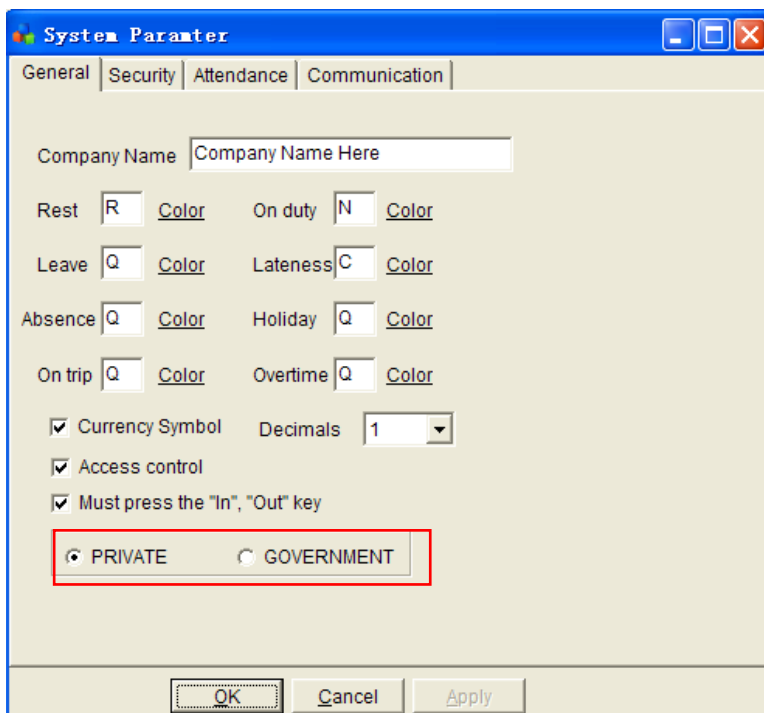 System Paramter
General Security Attendance Communication
Company Name Company Name Here
Rest R Color On duty N Color
Leave Q Color Lateness C Color
Absence Q Color Holiday Q Color
On trip Q Color Overtime Q Color
Currency Symbol Decimals 1
Access control
Must press the "In", "Out" key
PRIVATE GOVERNMENT
OK Cancel Apply